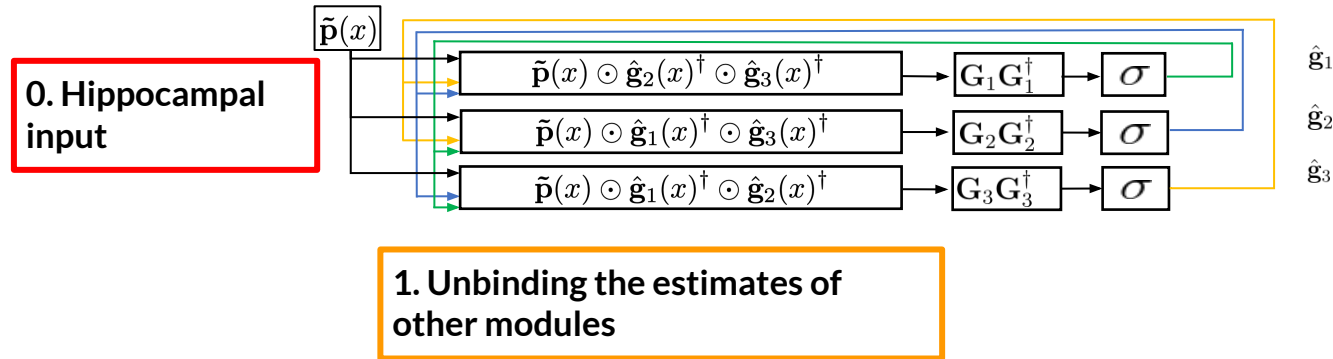 p̃(x)
0. Hippocampal
input
p̃(x) ⊙ ĝ₂(x)† ⊙ ĝ₃(x)† G₁G₁† σ ĝ₁
p̃(x) ⊙ ĝ₁(x)† ⊙ ĝ₃(x)† G₂G₂† σ ĝ₂
p̃(x) ⊙ ĝ₁(x)† ⊙ ĝ₂(x)† G₃G₃† σ ĝ₃
1. Unbinding the estimates of
other modules